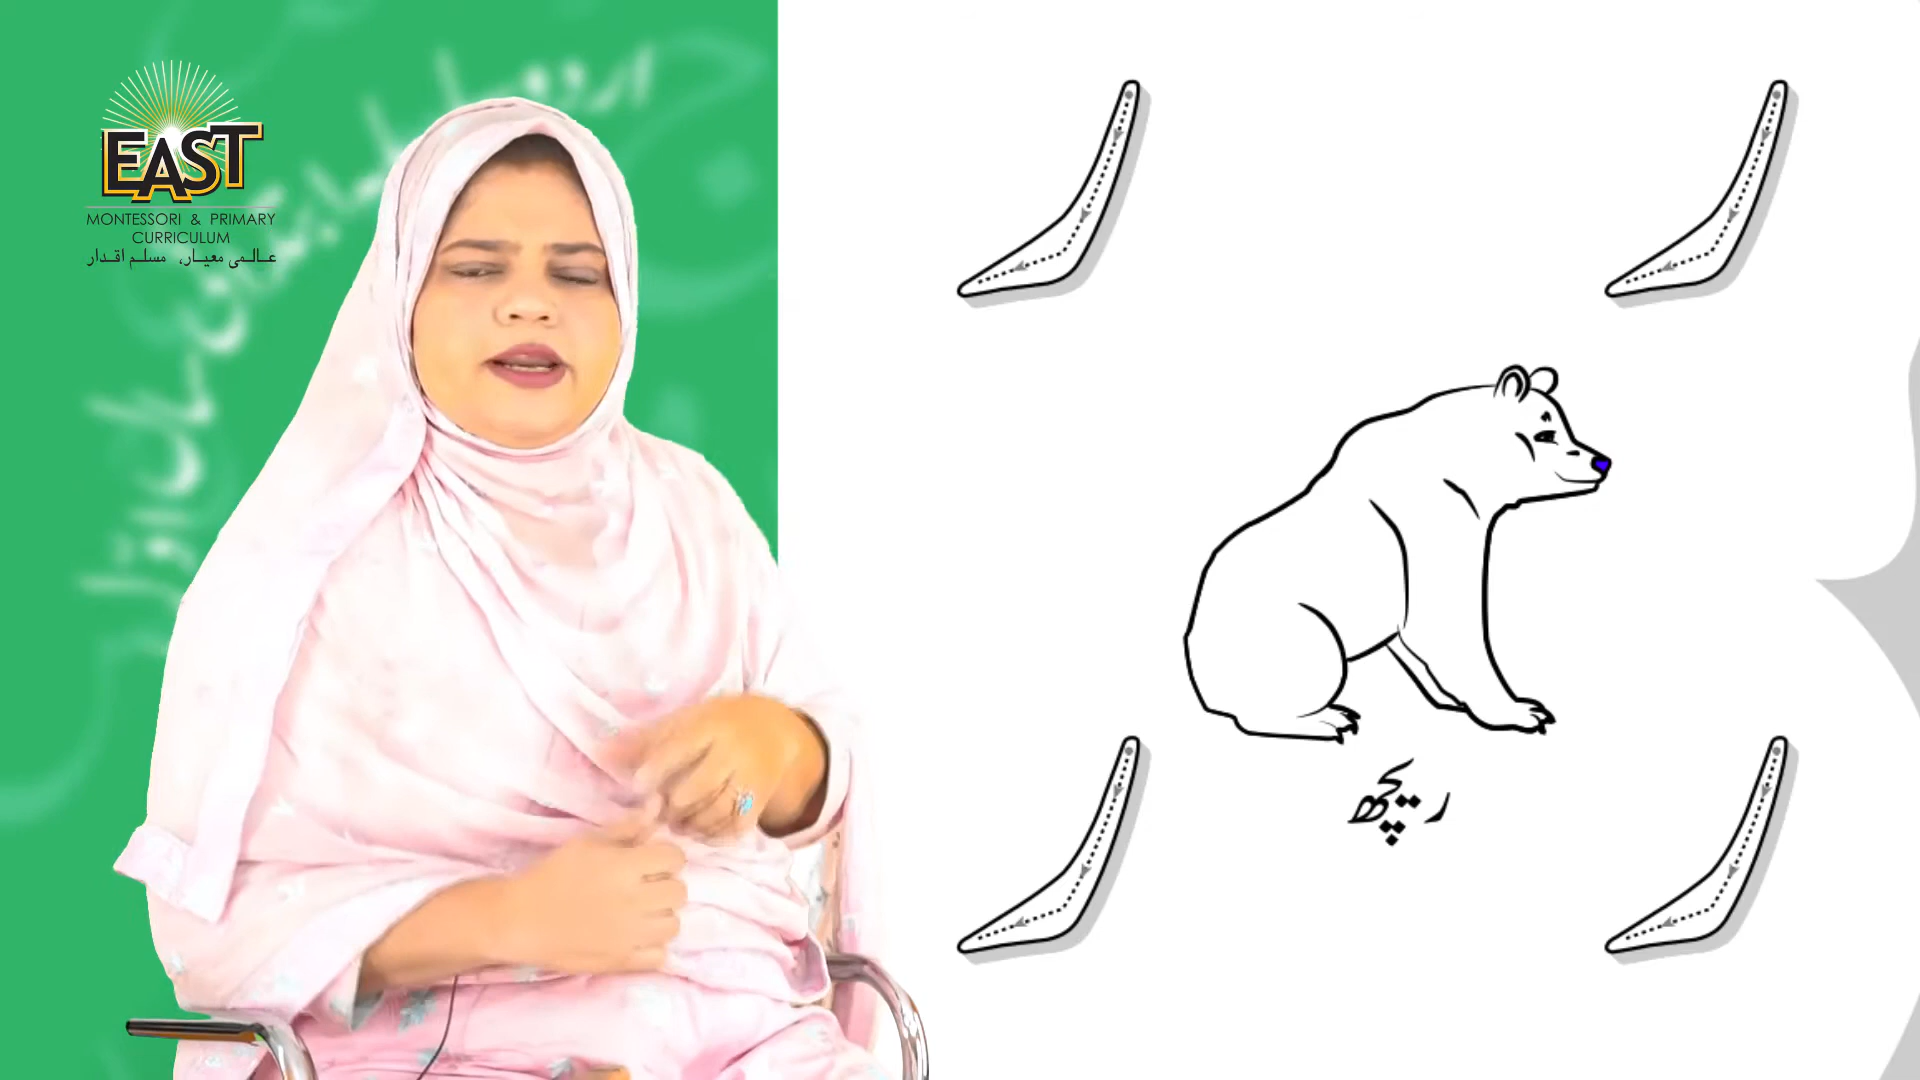 EAST
MONTESSORI & PRIMARY
CURRICULUM
عالمی معیار، مسلم اقدار
ر
ر
ریچھ
ر
ر